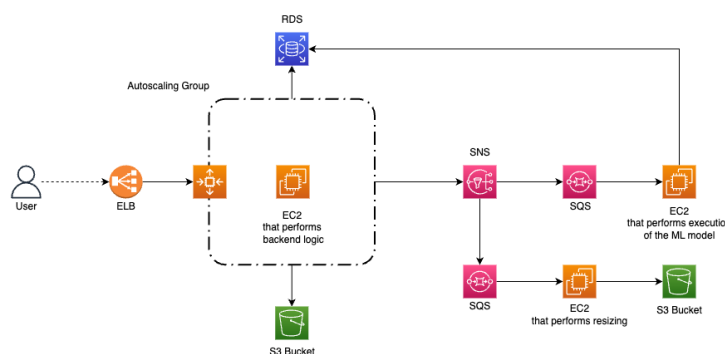 RDS
Autoscaling Group
SNS
User
ELB
EC2
that performs
backend logic
SQS
EC2
that performs executio
of the ML model
SQS
EC2
that performs resizing
S3 Bucket
S3 Bucket